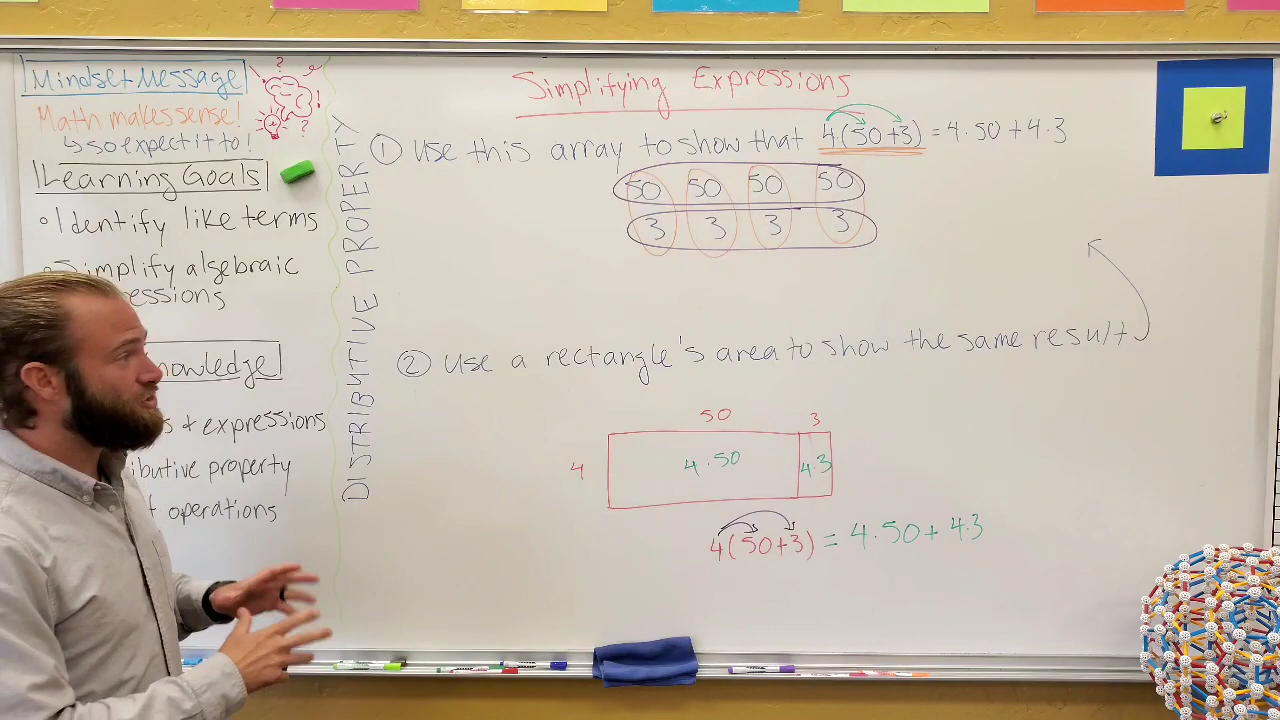 Mindset Message
Math makes sense!
↳ so expect it to!
Learning Goals
Identify like terms
Simplify algebraic
essions
owledge
s + expressions
ibutive property
t operations
DISTRIBUTIVE PROPERTY
Simplifying Expressions
① Use this array to show that 4(50+3) = 4·50+4·3
50 50 50 50
3 3 3 3
② Use a rectangle's area to show the same result
50 3
4 4·50 4·3
4(50+3) = 4·50+ 4·3